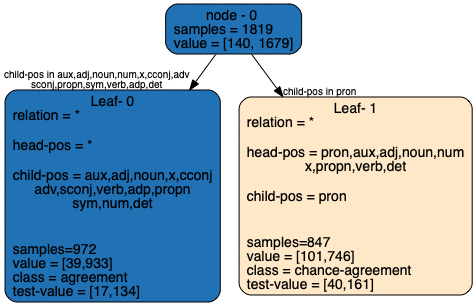 node - 0
samples = 1819
value = [140, 1679]
child-pos in aux,adj,noun,num,x,cconj,adv
sconj,propn,sym,verb,adp,det
child-pos in pron
Leaf- 0
relation = *
head-pos = *
child-pos = aux,adj,noun,x,cconj
adv,sconj,verb,adp,propn
sym,num,det
samples=972
value = [39,933]
class = agreement
test-value = [17,134]
Leaf- 1
relation = *
head-pos = pron,aux,adj,noun,num
x,propn,verb,det
child-pos = pron
samples=847
value = [101,746]
class = chance-agreement
test-value = [40,161]